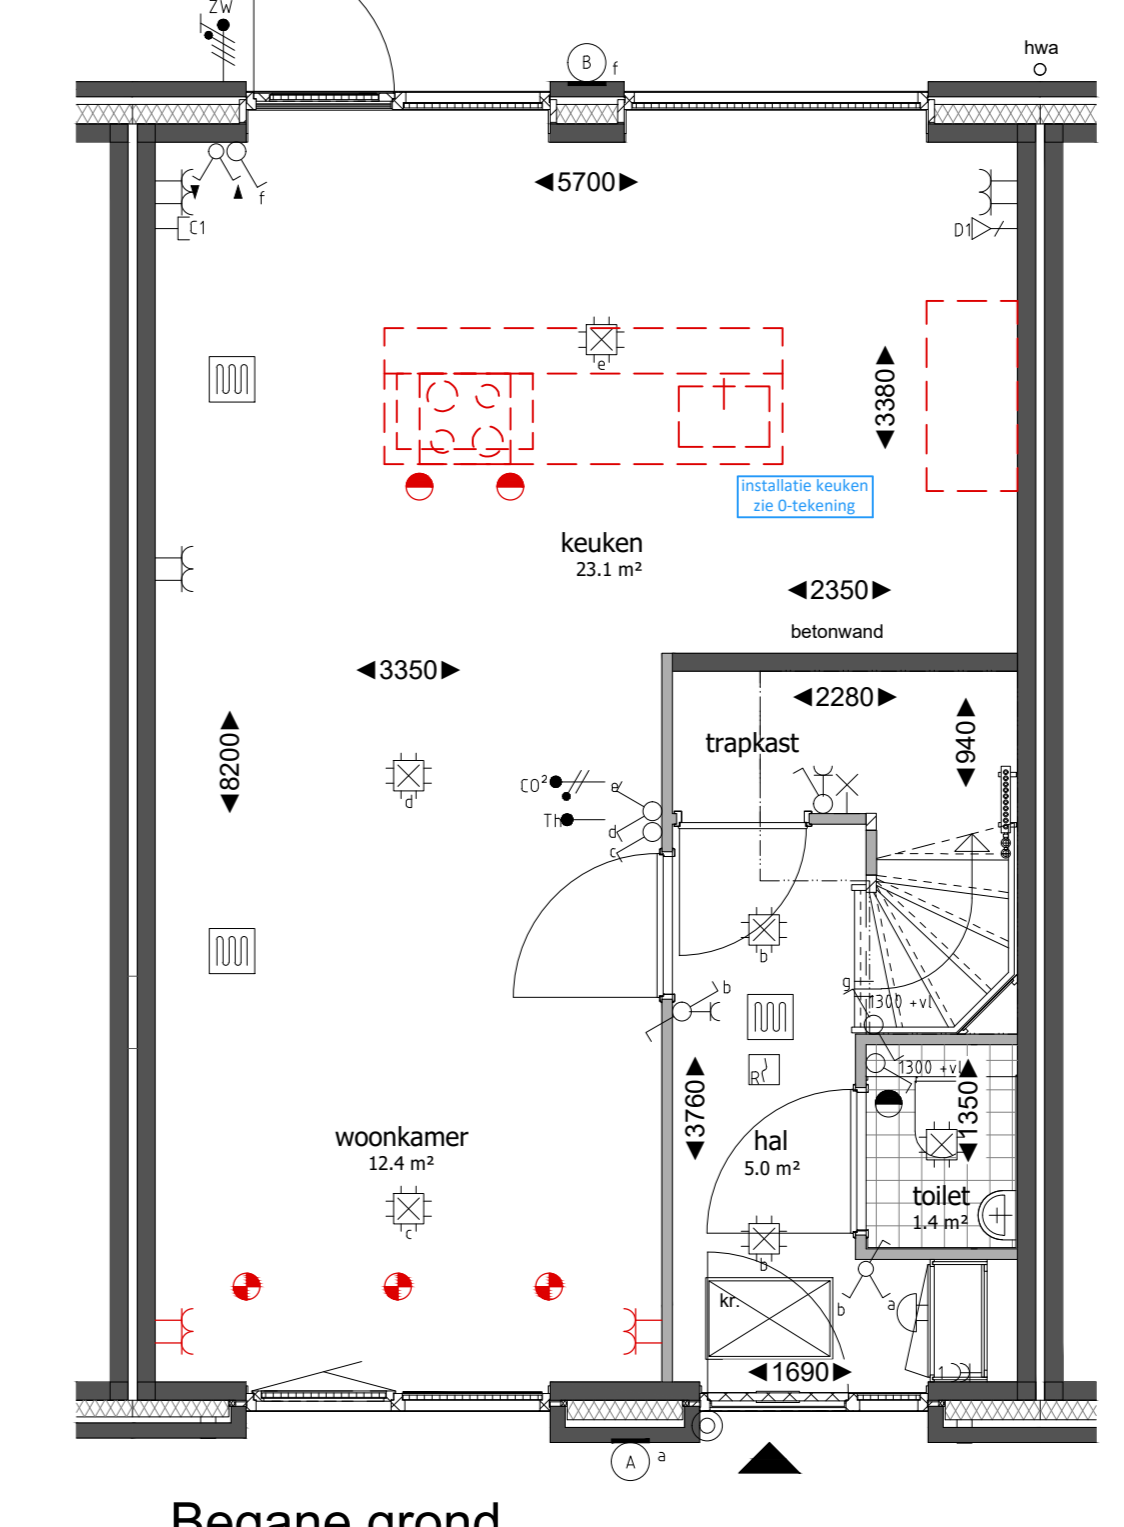 ZW
hwa
B
f
5700
f
C1
D1
e
3380
installatie keuken
zie 0-tekening
keuken
23.1 m²
2350
betonwand
3350
2280
trapkast
940
8200
d
CO²
e
Th
d
c
b
b
g
1300 +vl
R
1300 +vl
3760
1350
woonkamer
12.4 m²
hal
5.0 m²
toilet
1.4 m²
c
b
kr.
b
a
1690
1
A
a
Begane grond